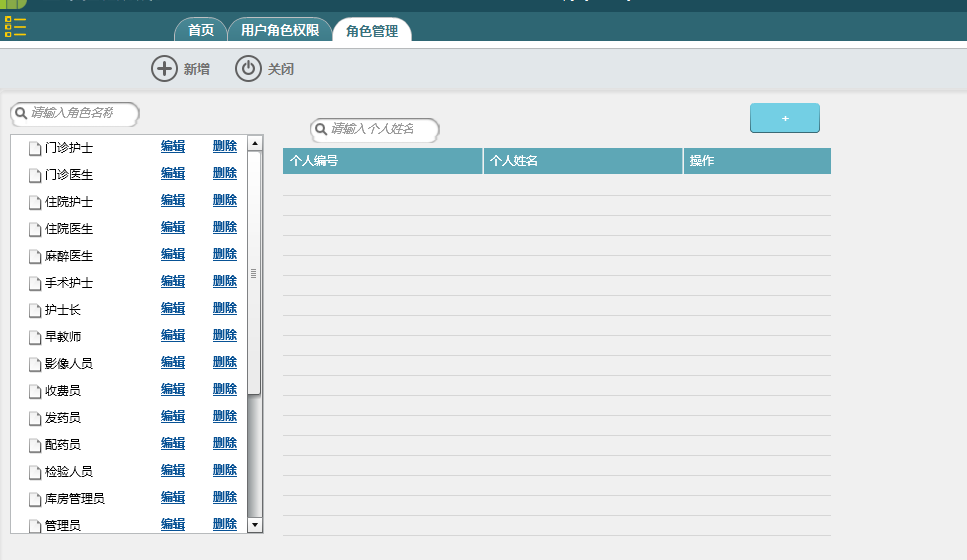 首页 用户角色权限 角色管理
新增 关闭
请输入角色名称
请输入个人姓名
+
个人编号 个人姓名 操作
门诊护士 编辑 删除
门诊医生 编辑 删除
住院护士 编辑 删除
住院医生 编辑 删除
麻醉医生 编辑 删除
手术护士 编辑 删除
护士长 编辑 删除
早教师 编辑 删除
影像人员 编辑 删除
收费员 编辑 删除
发药员 编辑 删除
配药员 编辑 删除
检验人员 编辑 删除
库房管理员 编辑 删除
管理员 编辑 删除